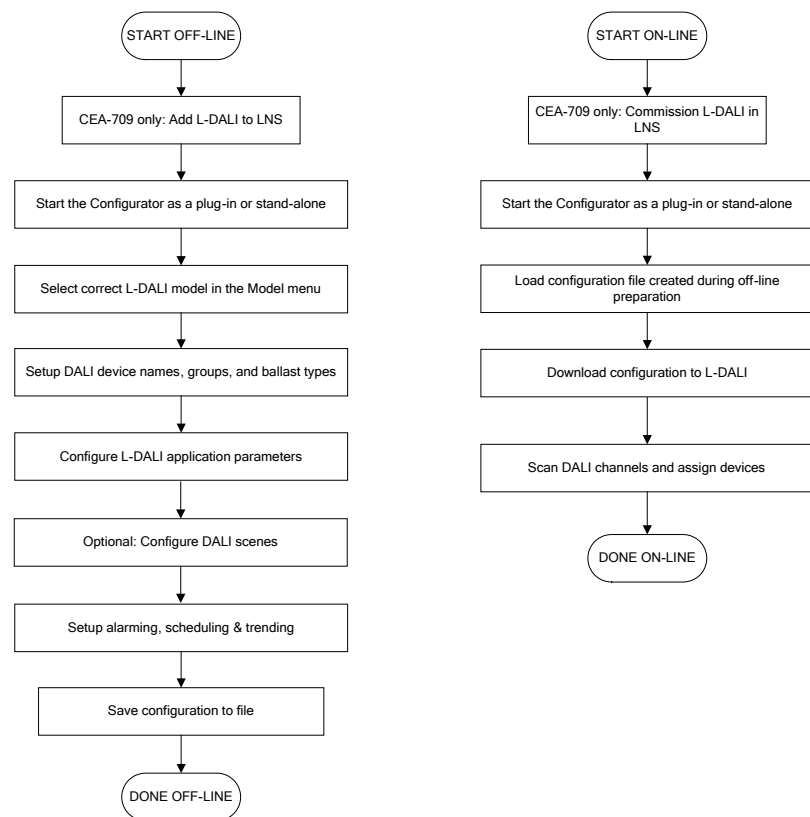 START OFF-LINE
CEA-709 only: Add L-DALI to LNS
Start the Configurator as a plug-in or stand-alone
Select correct L-DALI model in the Model menu
Setup DALI device names, groups, and ballast types
Configure L-DALI application parameters
Optional: Configure DALI scenes
Setup alarming, scheduling & trending
Save configuration to file
DONE OFF-LINE
START ON-LINE
CEA-709 only: Commission L-DALI in
LNS
Start the Configurator as a plug-in or stand-alone
Load configuration file created during off-line
preparation
Download configuration to L-DALI
Scan DALI channels and assign devices
DONE ON-LINE